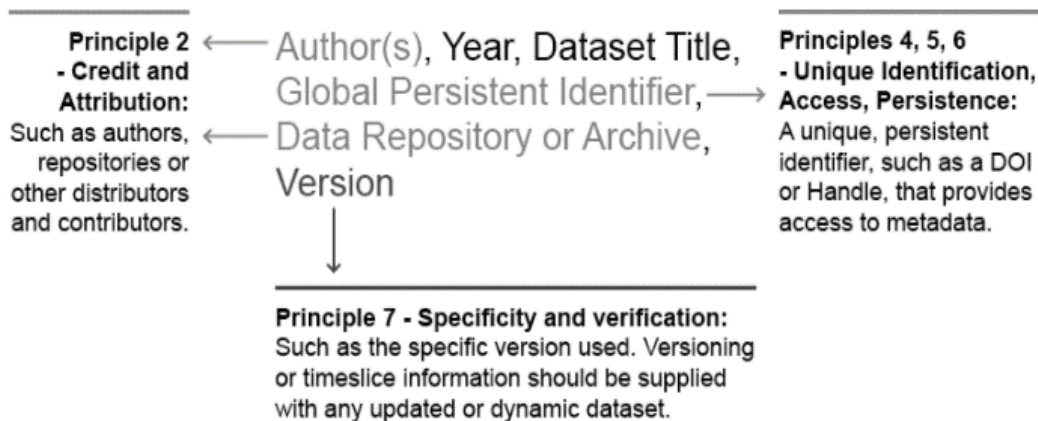 Principle 2
- Credit and
Attribution:
Such as authors,
repositories or
other distributors
and contributors.
Author(s), Year, Dataset Title,
Global Persistent Identifier,
Data Repository or Archive,
Version
Principles 4, 5, 6
- Unique Identification,
Access, Persistence:
A unique, persistent
identifier, such as a DOI
or Handle, that provides
access to metadata.
Principle 7 - Specificity and verification:
Such as the specific version used. Versioning
or timeslice information should be supplied
with any updated or dynamic dataset.